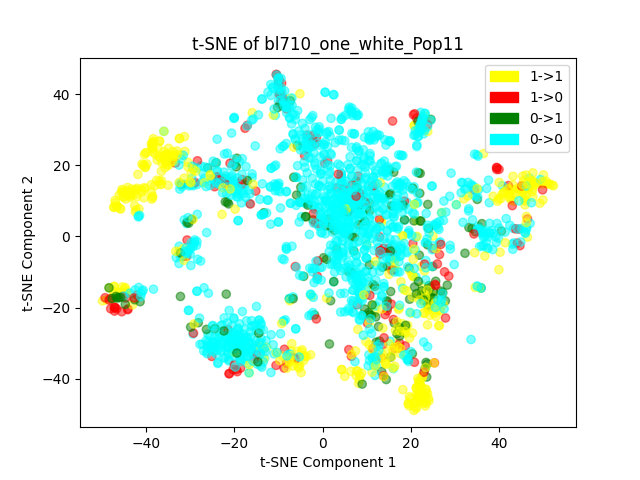 t-SNE of bl710_one_white_Pop11
1->1
1->0
0->1
0->0
40
20
0
−20
−40
t-SNE Component 2
−40 −20 0 20 40
t-SNE Component 1